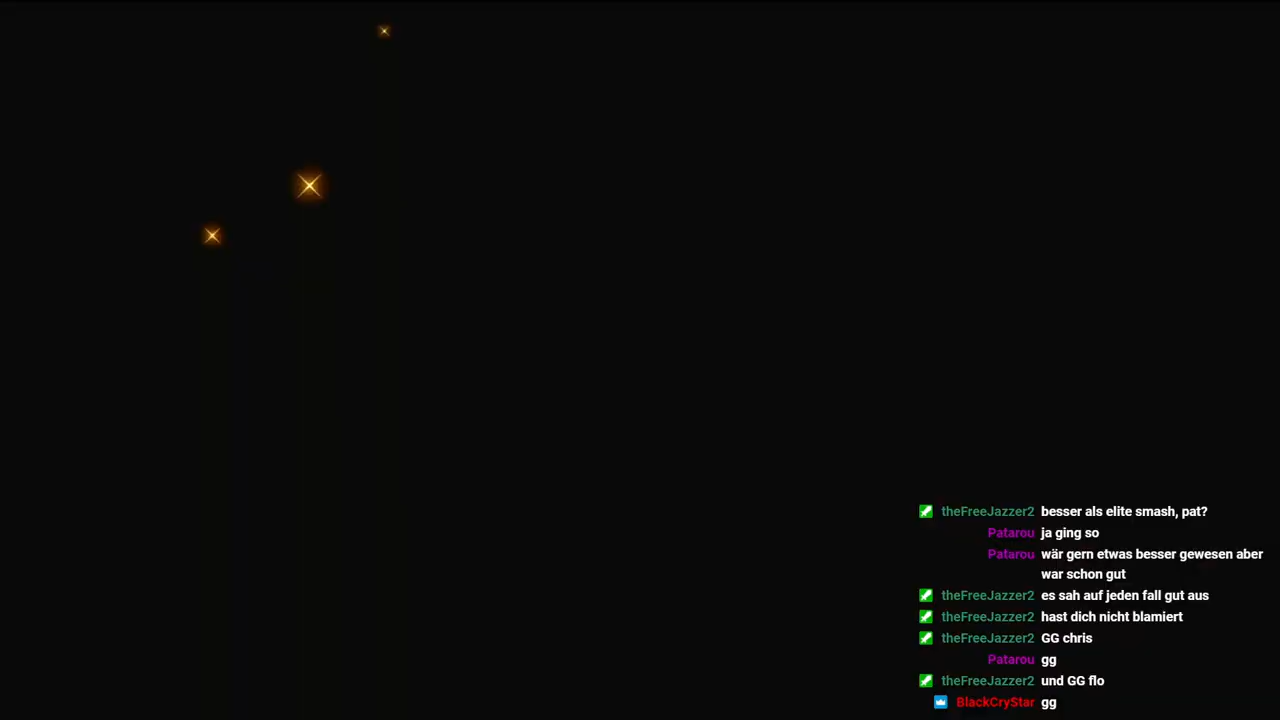 theFreeJazzer2 besser als elite smash, pat?
Patarou ja ging so
Patarou wär gern etwas besser gewesen aber
war schon gut
theFreeJazzer2 es sah auf jeden fall gut aus
theFreeJazzer2 hast dich nicht blamiert
theFreeJazzer2 GG chris
Patarou gg
theFreeJazzer2 und GG flo
BlackCryStar gg